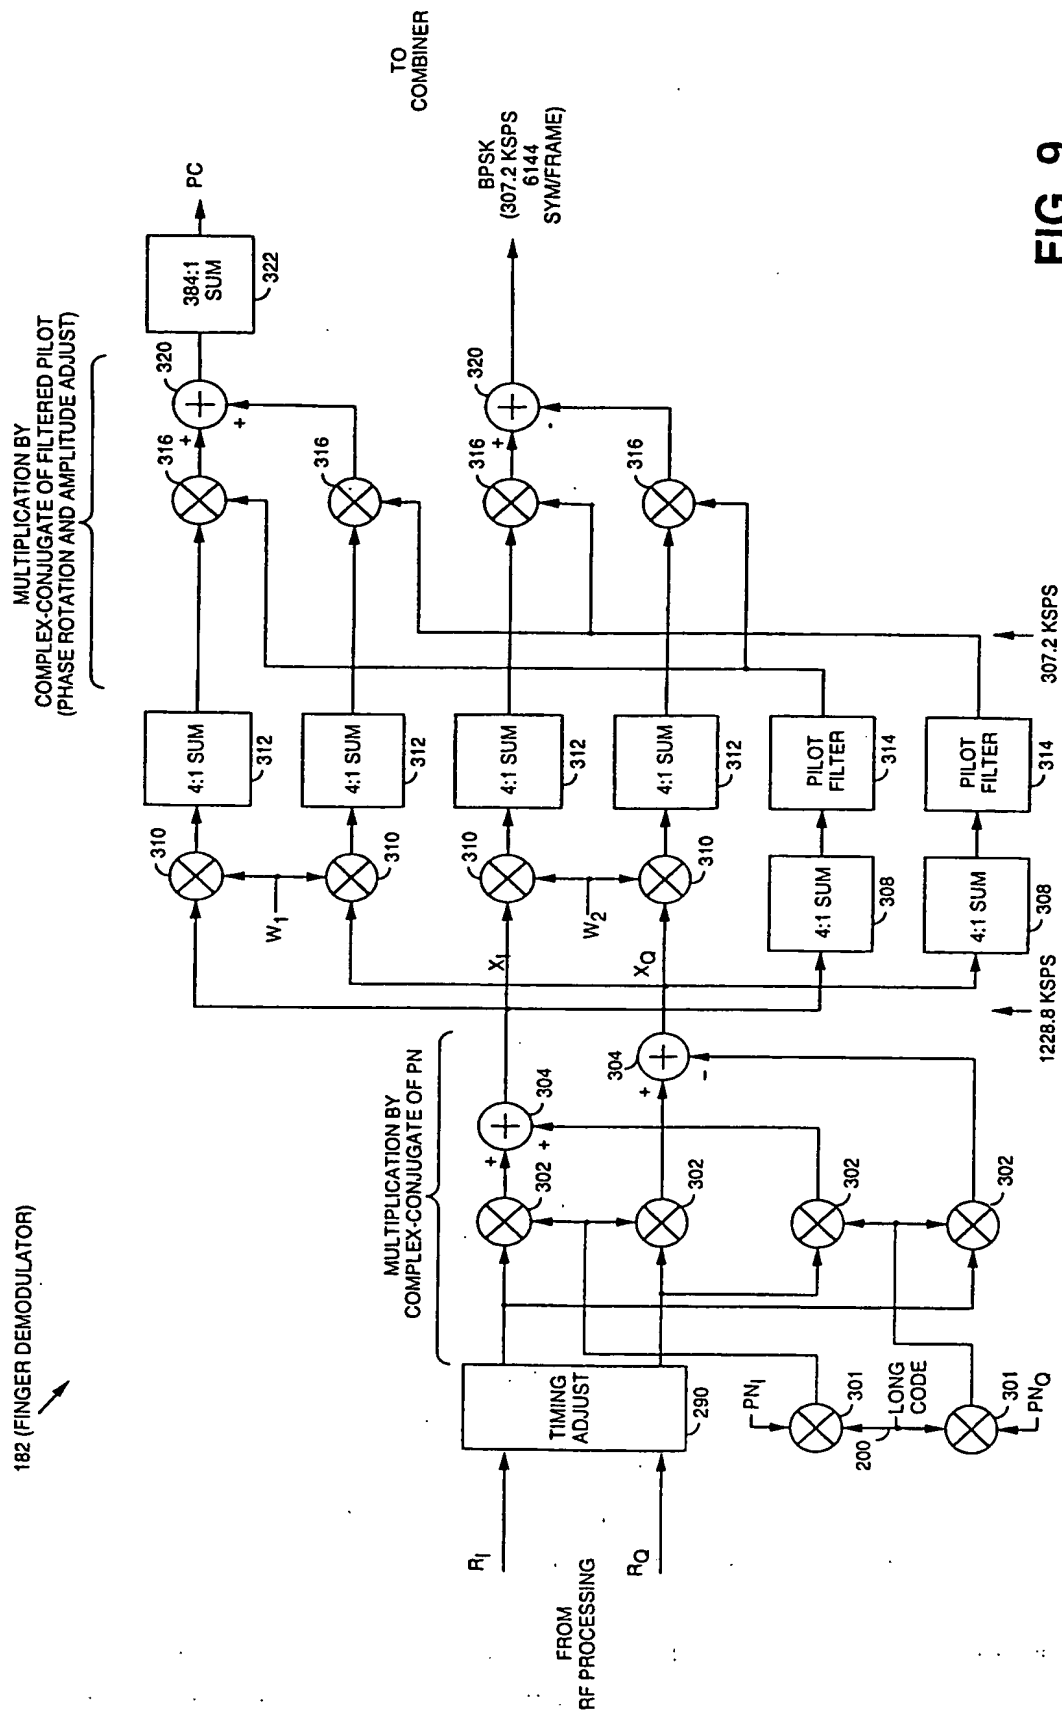 182 (FINGER DEMODULATOR)
MULTIPLICATION BY
COMPLEX-CONJUGATE OF FILTERED PILOT
(PHASE ROTATION AND AMPLITUDE ADJUST)
MULTIPLICATION BY
COMPLEX-CONJUGATE OF PN
FROM
RF PROCESSING
RI
RQ
TIMING
ADJUST
290
PNI
301
200
LONG
CODE
301
PNQ
302
302
302
302
+
+
304
+
-
304
XI
XQ
1228.8 KSPS
310
W1
310
310
W2
310
4:1 SUM
312
4:1 SUM
312
4:1 SUM
312
4:1 SUM
312
4:1 SUM
308
PILOT
FILTER
314
4:1 SUM
308
PILOT
FILTER
314
307.2 KSPS
316
316
316
316
+
+
320
+
-
320
384:1
SUM
322
PC
BPSK
(307.2 KSPS
6144
SYM/FRAME)
TO
COMBINER
FIG. 9